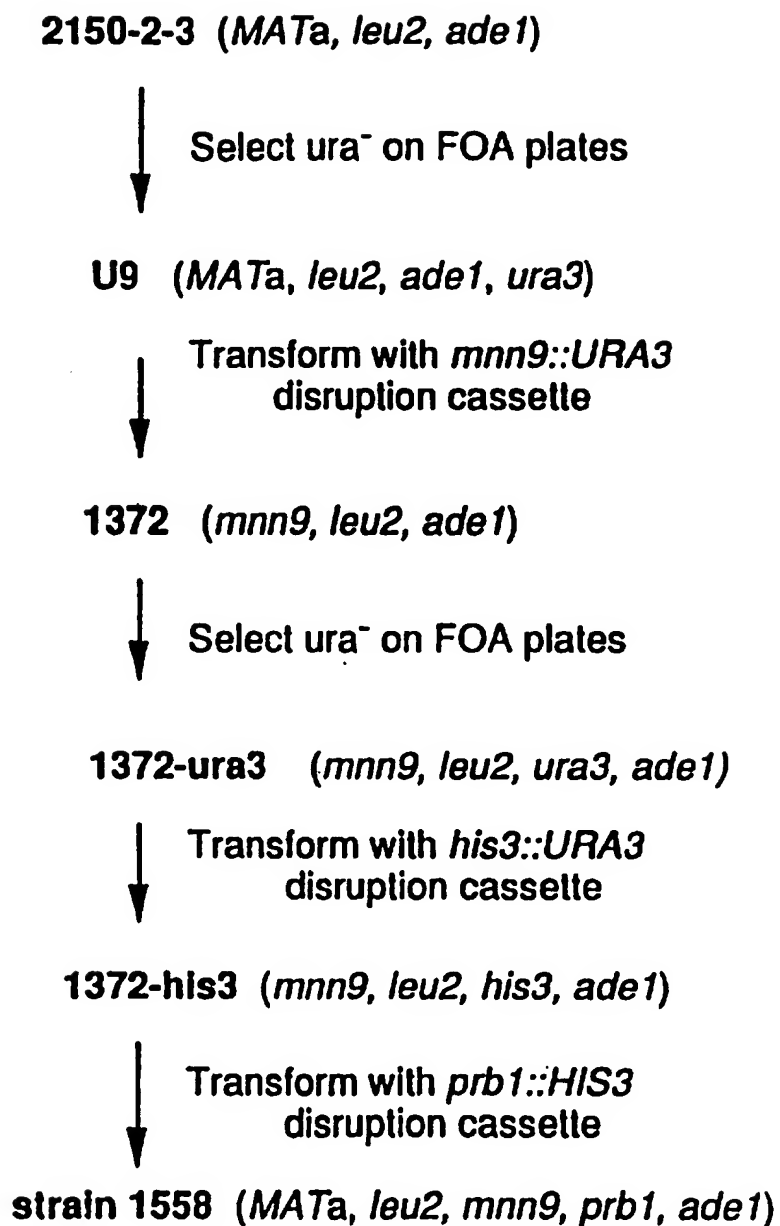 2150-2-3 (MATa, leu2, ade1)
Select ura⁻ on FOA plates
U9 (MATa, leu2, ade1, ura3)
Transform with mnn9::URA3
disruption cassette
1372 (mnn9, leu2, ade1)
Select ura⁻ on FOA plates
1372-ura3 (mnn9, leu2, ura3, ade1)
Transform with his3::URA3
disruption cassette
1372-his3 (mnn9, leu2, his3, ade1)
Transform with prb1::HIS3
disruption cassette
strain 1558 (MATa, leu2, mnn9, prb1, ade1)